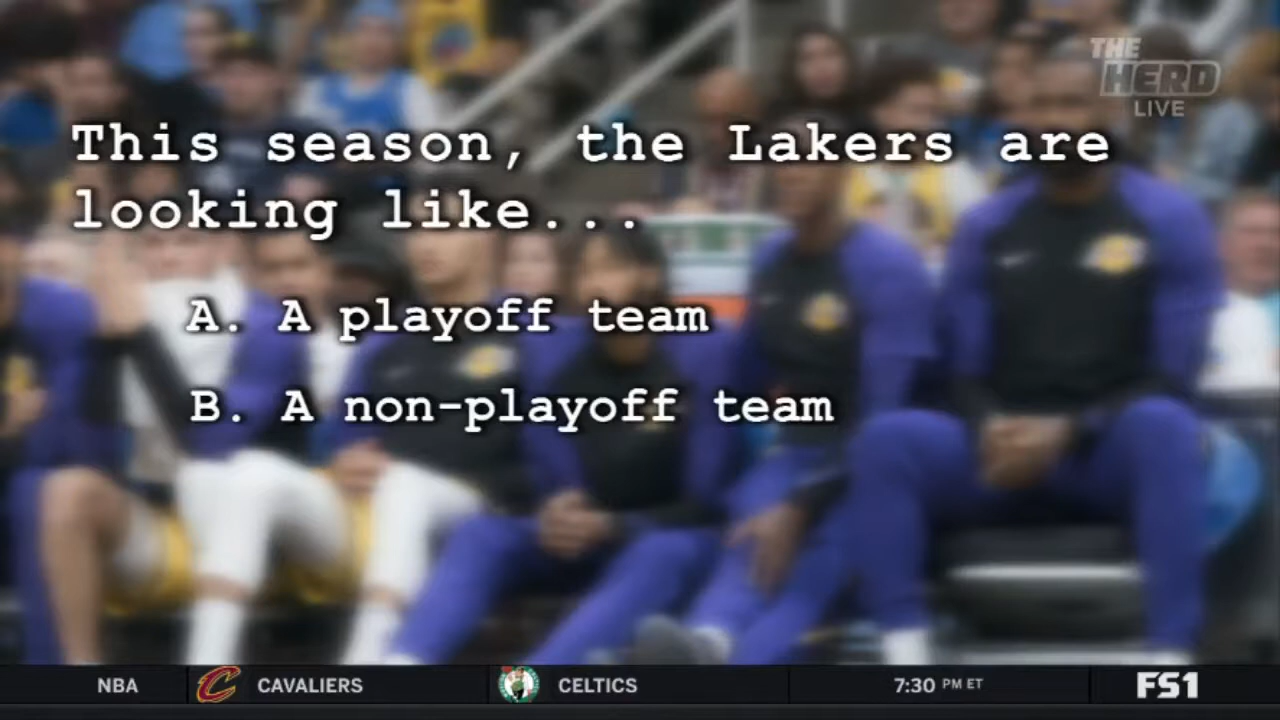 THE
HERD
LIVE
This season, the Lakers are
looking like...
A. A playoff team
B. A non-playoff team
NBA CAVALIERS CELTICS 7:30 PM ET FS1